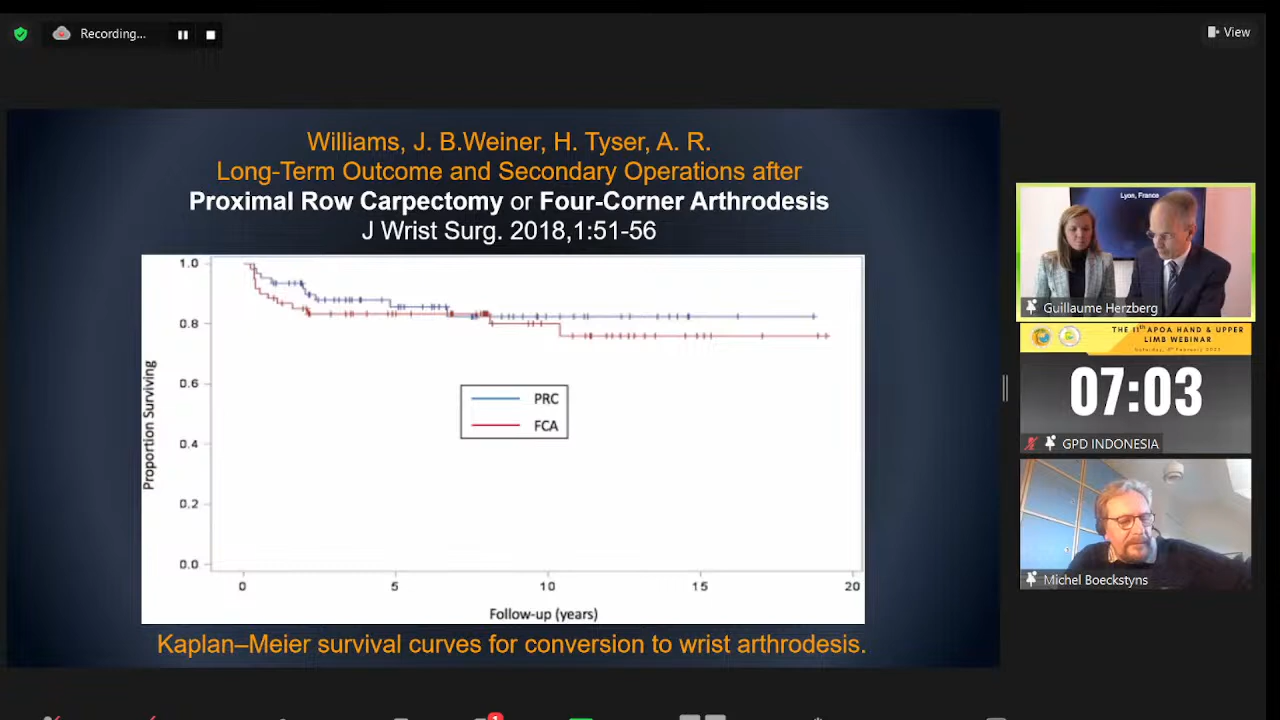 Recording...
View
Williams, J. B.Weiner, H. Tyser, A. R.
Long-Term Outcome and Secondary Operations after
Proximal Row Carpectomy or Four-Corner Arthrodesis
J Wrist Surg. 2018,1:51-56
1.0
0.8
0.6
0.4
0.2
0.0
Proportion Surviving
PRC
FCA
0 5 10 15 20
Follow-up (years)
Kaplan–Meier survival curves for conversion to wrist arthrodesis.
Lyon, France
Guillaume Herzberg
THE 11th APOA HAND & UPPER
LIMB WEBINAR
07:03
GPD INDONESIA
Michel Boeckstyns
1